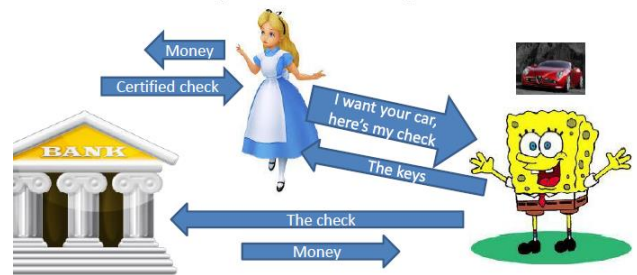 Money
Certified check
I want your car,
here's my check
The keys
BANK
The check
Money